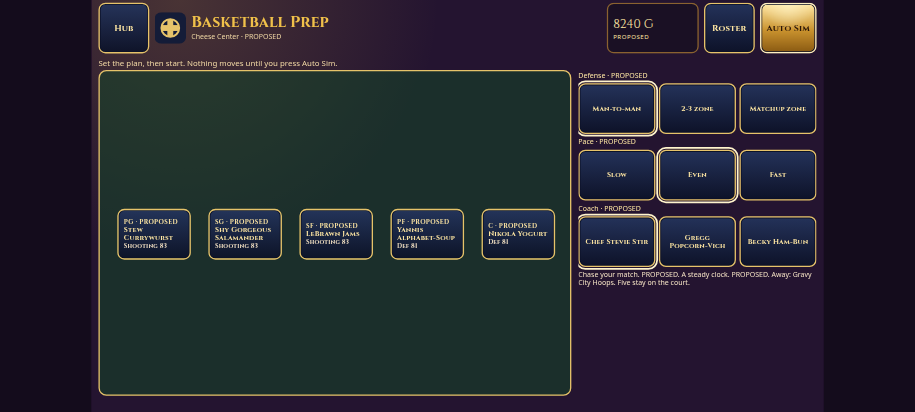 Hub
Basketball Prep
Cheese Center · PROPOSED
8240 G
PROPOSED
Roster
Auto Sim
Set the plan, then start. Nothing moves until you press Auto Sim.
PG · PROPOSED
Stew
Currywurst
Shooting 83
SG · PROPOSED
Shy Gorgeous
Salamander
Shooting 83
SF · PROPOSED
LeBrawn Jams
Shooting 83
PF · PROPOSED
Yannis
Alphabet-Soup
Def 81
C · PROPOSED
Nikola Yogurt
Def 81
Defense · PROPOSED
Man-to-man
2-3 zone
Matchup zone
Pace · PROPOSED
Slow
Even
Fast
Coach · PROPOSED
Chef Stevie Stir
Gregg
Popcorn-Vich
Becky Ham-Bun
Chase your match. PROPOSED. A steady clock. PROPOSED. Away: Gravy
City Hoops. Five stay on the court.